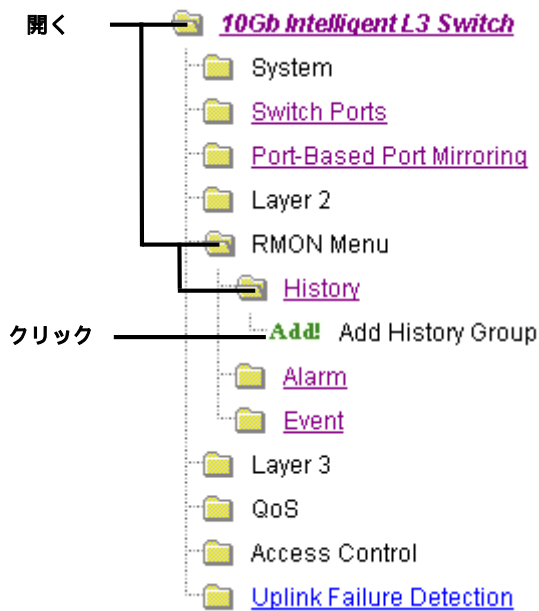 開く
10Gb Intelligent L3 Switch
System
Switch Ports
Port-Based Port Mirroring
Layer 2
RMON Menu
History
クリック
Add! Add History Group
Alarm
Event
Layer 3
QoS
Access Control
Uplink Failure Detection